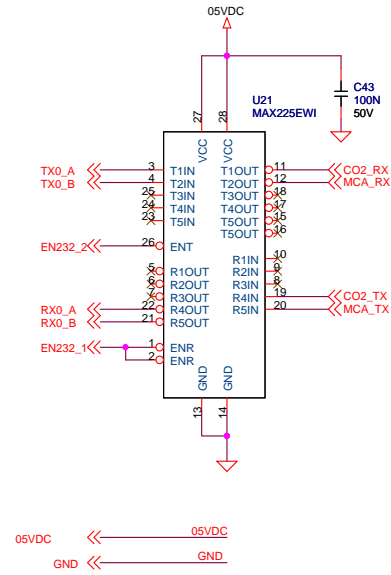 05VDC
C43
100N
50V
U21
MAX225EWI
27
28
VCC
VCC
TX0_A
3
T1IN
T1OUT
11
CO2_RX
TX0_B
4
T2IN
T2OUT
12
MCA_RX
25
T3IN
T3OUT
18
24
T4IN
T4OUT
17
23
T5IN
T5OUT
15
T5OUT
16
EN232_2
26
ENT
R1IN
10
5
R1OUT
R2IN
9
6
R2OUT
R3IN
8
7
R3OUT
R4IN
19
CO2_TX
RX0_A
22
R4OUT
R5IN
20
MCA_TX
RX0_B
21
R5OUT
EN232_1
1
ENR
2
ENR
GND
GND
13
14
05VDC
05VDC
GND
GND